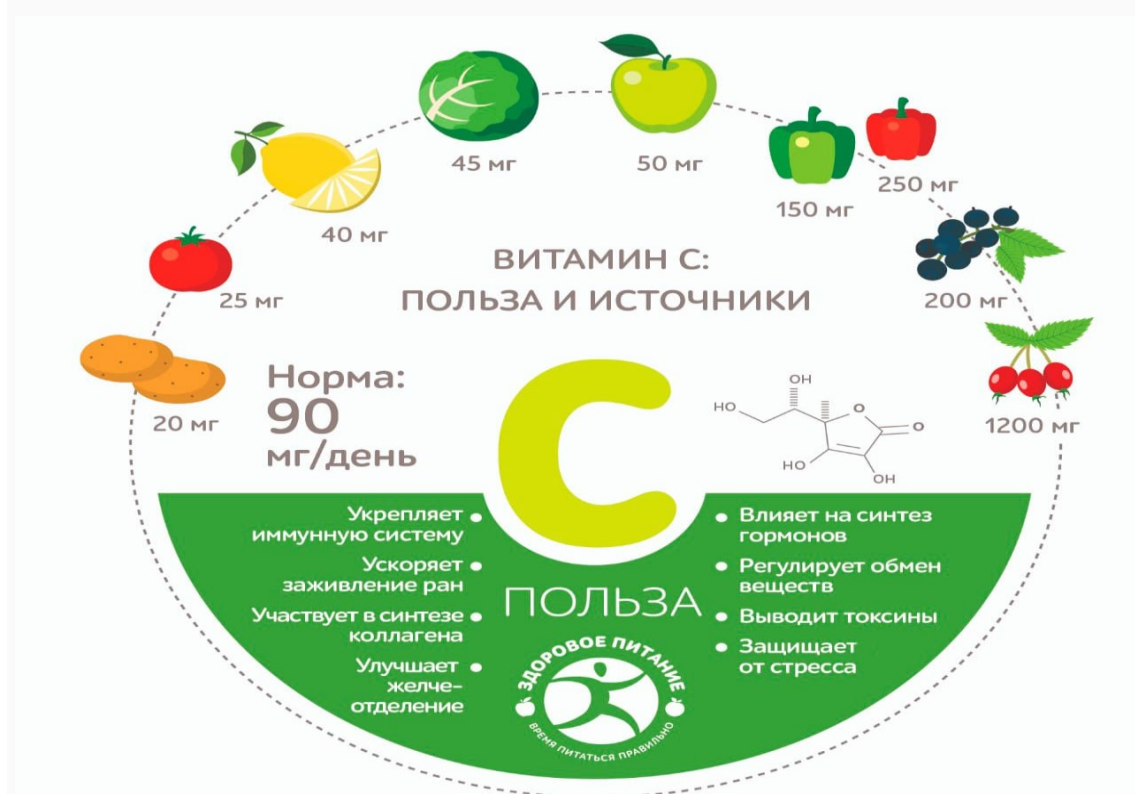 45 мг
50 мг
150 мг
250 мг
40 мг
25 мг
200 мг
20 мг
1200 мг
ВИТАМИН С:
ПОЛЬЗА И ИСТОЧНИКИ
Норма:
90
мг/день
С
OH
HO
O
O
HO
OH
Укрепляет
иммунную систему
Ускоряет
заживление ран
Участвует в синтезе
коллагена
Улучшает
желче-
отделение
ПОЛЬЗА
Влияет на синтез
гормонов
Регулирует обмен
веществ
Выводит токсины
Защищает
от стресса
ЗДОРОВОЕ ПИТАНИЕ
ВРЕМЯ ПИТАТЬСЯ ПРАВИЛЬНО